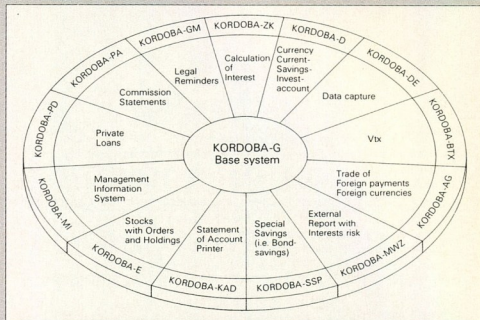 KORDOBA-ZK
KORDOBA-D
KORDOBA-DE
KORDOBA-BTX
KORDOBA-AG
KORDOBA-MWZ
KORDOBA-SSP
KORDOBA-KAD
KORDOBA-E
KORDOBA-MI
KORDOBA-PD
KORDOBA-PA
KORDOBA-GM
Calculation
of
Interest
Currency
Current-
Savings-
Invest-
account
Data capture
Vtx
Trade of
Foreign payments
Foreign currencies
External
Report with
Interests risk
Special
Savings
(i.e. Bond-
savings)
Statement
of Account
Printer
Stocks
with Orders
and Holdings
Management
Information
System
Private
Loans
Commission
Statements
Legal
Reminders
KORDOBA-G
Base system